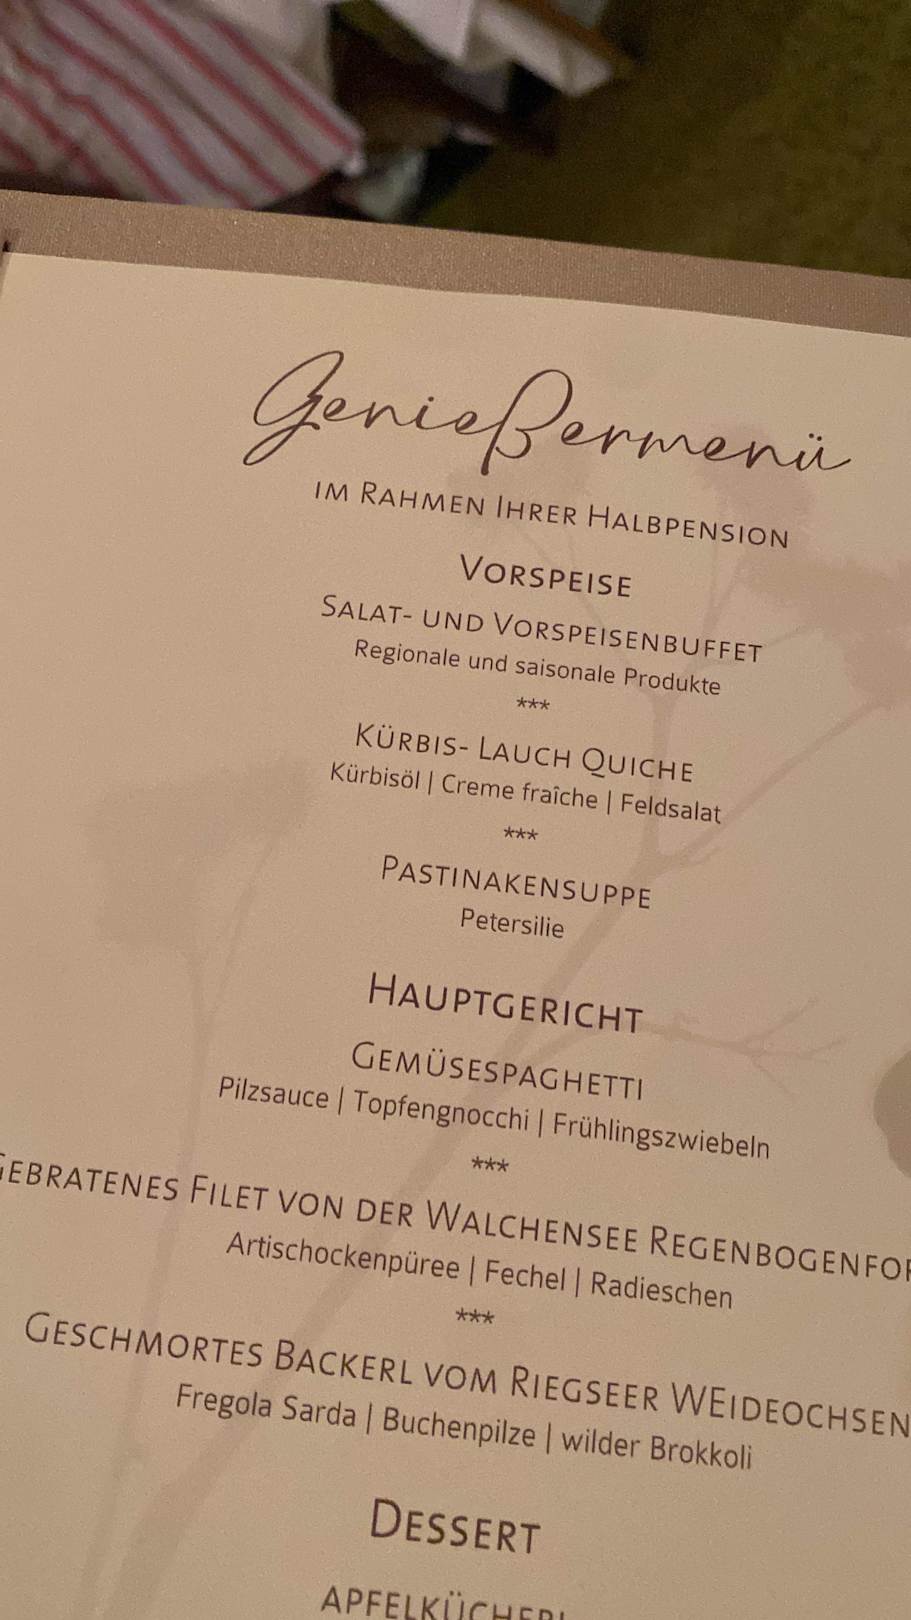 Genießermenü
im Rahmen Ihrer Halbpension
Vorspeise
Salat- und Vorspeisenbuffet
Regionale und saisonale Produkte
***
Kürbis- Lauch Quiche
Kürbisöl | Creme fraîche | Feldsalat
***
Pastinakensuppe
Petersilie
Hauptgericht
Gemüsespaghetti
Pilzsauce | Topfengnocchi | Frühlingszwiebeln
***
Gebratenes Filet von der Walchensee Regenbogenfor
Artischockenpüree | Fechel | Radieschen
***
Geschmortes Backerl vom Riegseer WEideochsen
Fregola Sarda | Buchenpilze | wilder Brokkoli
Dessert